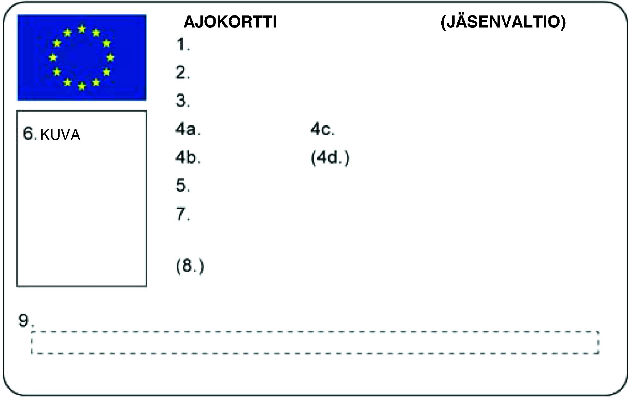 AJOKORTTI (JÄSENVALTIO)
1.
2.
3.
4a. 4c.
4b. (4d.)
5.
7.
(8.)
6. KUVA
9.